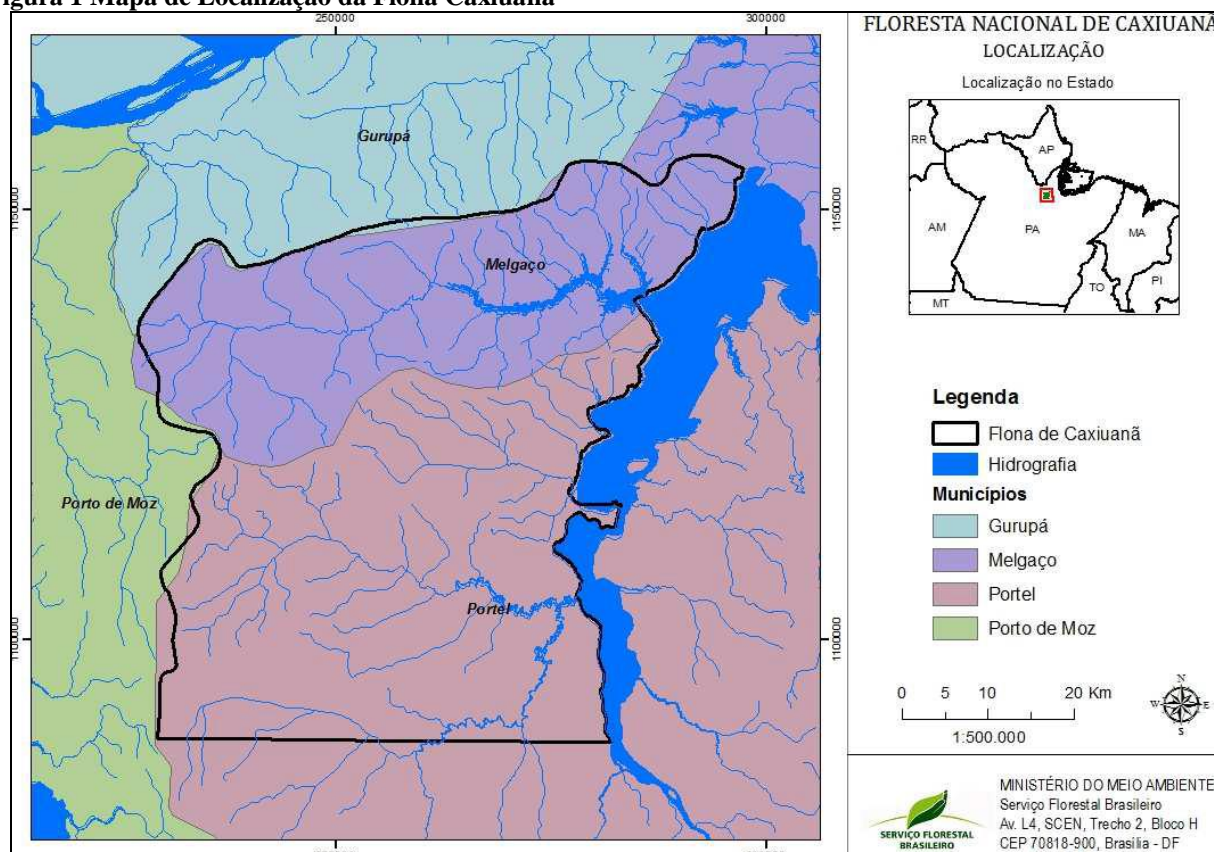 igura 1 Mapa de Localização da Flona Caxiuanã
250000
300000
1150000
1150000
1100000
1100000
Gurupá
Melgaço
Porto de Moz
Portel
FLORESTA NACIONAL DE CAXIUANÃ
LOCALIZAÇÃO
Localização no Estado
RR
AP
AM
PA
MA
TO
PI
MT
Legenda
Flona de Caxiuanã
Hidrografia
Municípios
Gurupá
Melgaço
Portel
Porto de Moz
0 5 10 20 Km
1:500.000
N
W E
S
SERVIÇO FLORESTAL
BRASILEIRO
MINISTÉRIO DO MEIO AMBIENTE
Serviço Florestal Brasileiro
Av. L4, SCEN, Trecho 2, Bloco H
CEP 70818-900, Brasília - DF